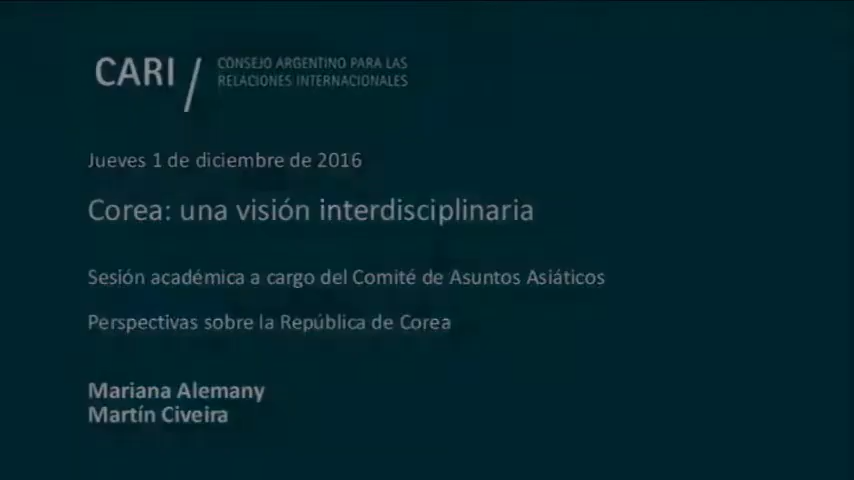 CARI/
CONSEJO ARGENTINO PARA LAS
RELACIONES INTERNACIONALES
Jueves 1 de diciembre de 2016
Corea: una visión interdisciplinaria
Sesión académica a cargo del Comité de Asuntos Asiáticos
Perspectivas sobre la República de Corea
Mariana Alemany
Martín Civeira